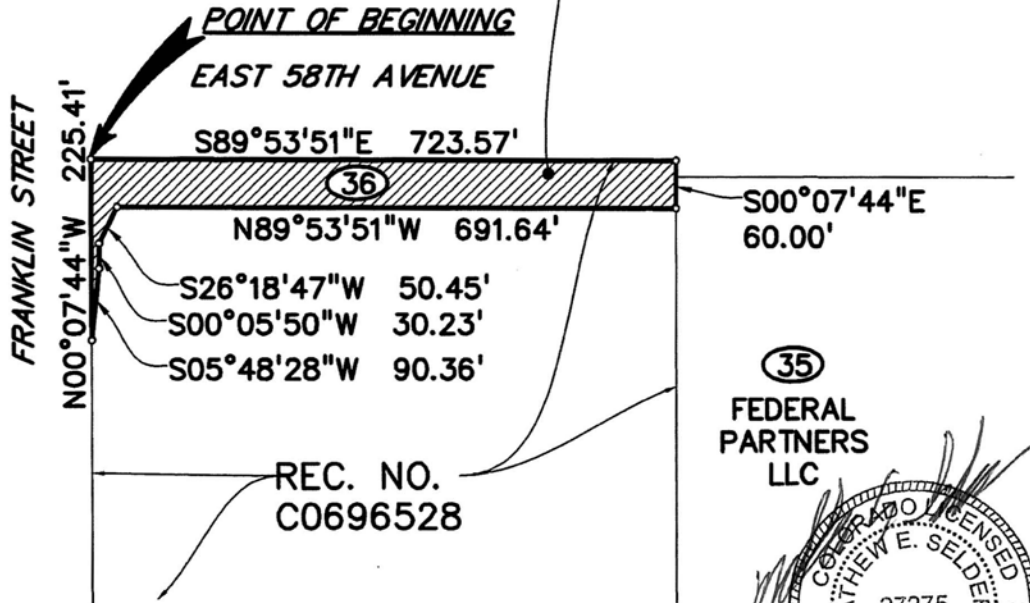 POINT OF BEGINNING
EAST 58TH AVENUE
FRANKLIN STREET
N00°07'44"W 225.41'
S89°53'51"E 723.57'
36
N89°53'51"W 691.64'
S00°07'44"E
60.00'
S26°18'47"W 50.45'
S00°05'50"W 30.23'
S05°48'28"W 90.36'
35
FEDERAL
PARTNERS
LLC
REC. NO.
C0696528
COLORADO LICENSED
E.